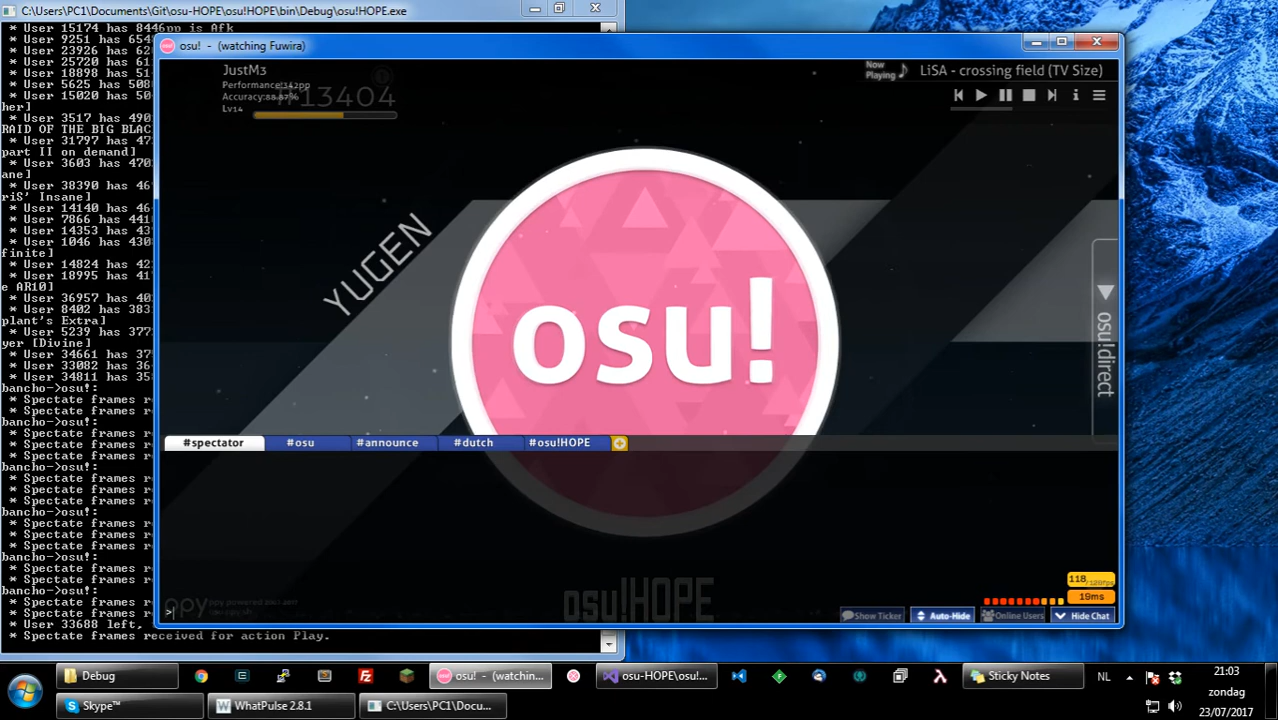 C:\Users\PC1\Documents\Git\osu-HOPE\osu!HOPE\bin\Debug\osu!HOPE.exe
* User 15174 has 8446pp is Afk
* User 9251 has 654
* User 23926 has 62
* User 25720 has 61
* User 18898 has 51
* User 5625 has 508
* User 15020 has 50
her]
* User 3517 has 490
RAID OF THE BIG BLAC
* User 31797 has 47
part II on demand]
* User 3603 has 470
ane]
* User 38390 has 46
riS' Insane]
* User 14140 has 46
* User 7866 has 441
* User 14353 has 43
* User 1046 has 430
finite]
* User 14824 has 42
* User 18995 has 41
e AR10]
* User 36957 has 40
* User 8402 has 383
plant's Extra]
* User 5239 has 377
yer [Divine]
* User 34661 has 37
* User 33082 has 36
* User 34811 has 35
bancho->osu!:
* Spectate frames r
* Spectate frames r
bancho->osu!:
* Spectate frames r
* Spectate frames r
* Spectate frames r
bancho->osu!:
* Spectate frames r
* Spectate frames r
* Spectate frames r
bancho->osu!:
* Spectate frames r
* Spectate frames r
* Spectate frames r
bancho->osu!:
* Spectate frames r
* Spectate frames r
bancho->osu!:
* Spectate frames r
* Spectate frames r
* User 33688 left,
* Spectate frames received for action Play.
osu! - (watching Fuwira)
JustM3
Performance:342pp
Accuracy:88.87%
Lv14
#13404
Now Playing
LiSA - crossing field (TV Size)
YUGEN
osu!
osu!direct
#spectator #osu #announce #dutch #osu!HOPE
osu!HOPE
>
118/120fps
19ms
Show Ticker Auto-Hide Online Users Hide Chat
Debug
osu! - (watchin...
osu-HOPE\osu!...
Sticky Notes
NL
21:03
zondag
23/07/2017
Skype™
WhatPulse 2.8.1
C:\Users\PC1\Docu...